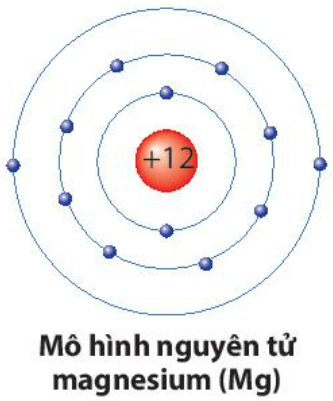 +12
Mô hình nguyên tử
magnesium (Mg)